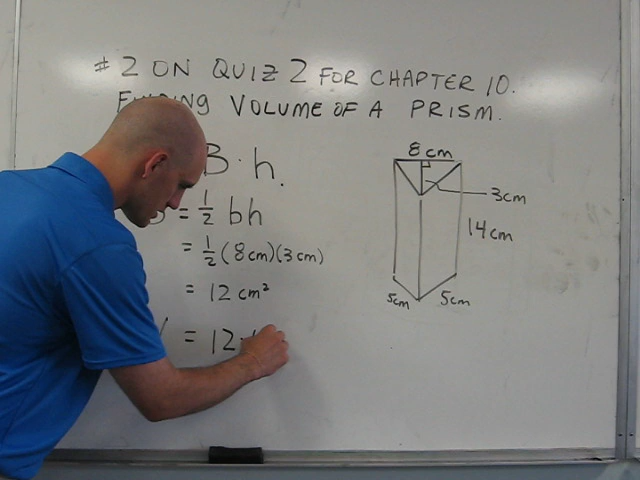 # 2 ON QUIZ 2 FOR CHAPTER 10.
FINDING VOLUME OF A PRISM.
B · h.
= 1/2 bh
= 1/2 (8cm)(3cm)
= 12 cm²
= 12 ·
8cm
3cm
14cm
5cm
5cm